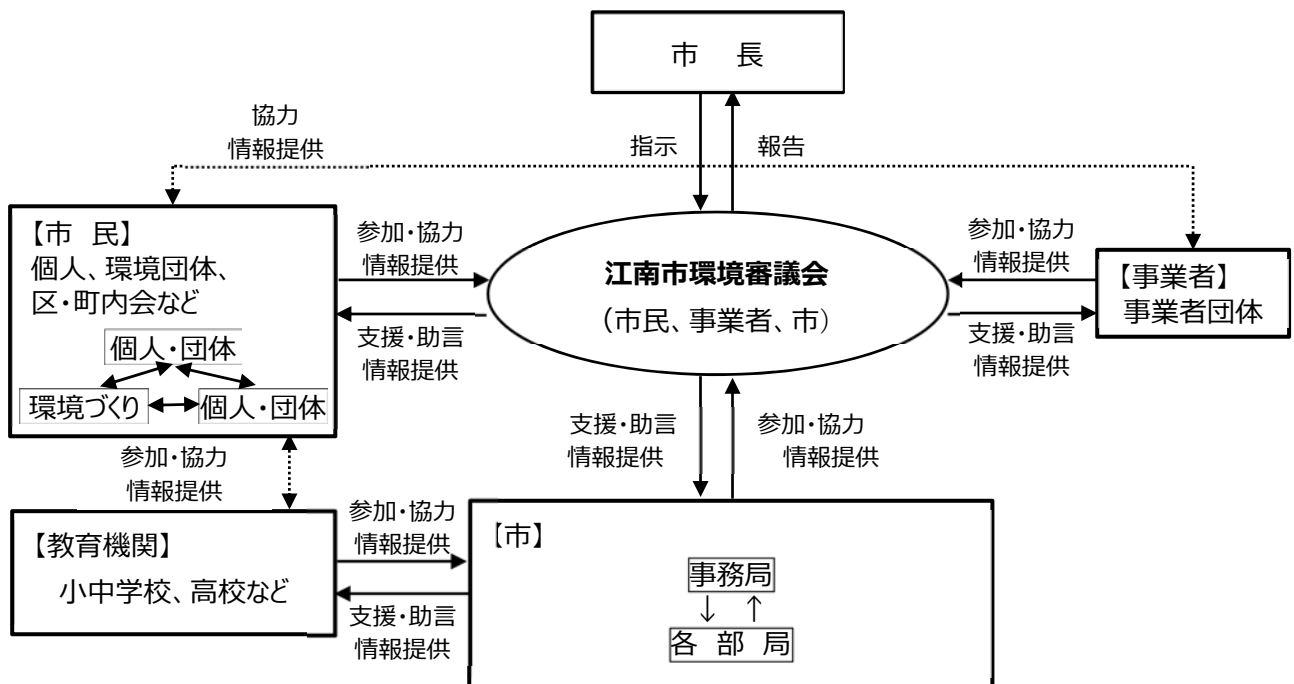 市 長
協力
情報提供
指示
報告
【市 民】
個人、環境団体、
区・町内会など
個人・団体
環境づくり
個人・団体
参加・協力
情報提供
支援・助言
情報提供
江南市環境審議会
（市民、事業者、市）
参加・協力
情報提供
支援・助言
情報提供
【事業者】
事業者団体
支援・助言
情報提供
参加・協力
情報提供
参加・協力
情報提供
【教育機関】
小中学校、高校など
参加・協力
情報提供
支援・助言
情報提供
【市】
事務局
↓ ↑
各 部 局